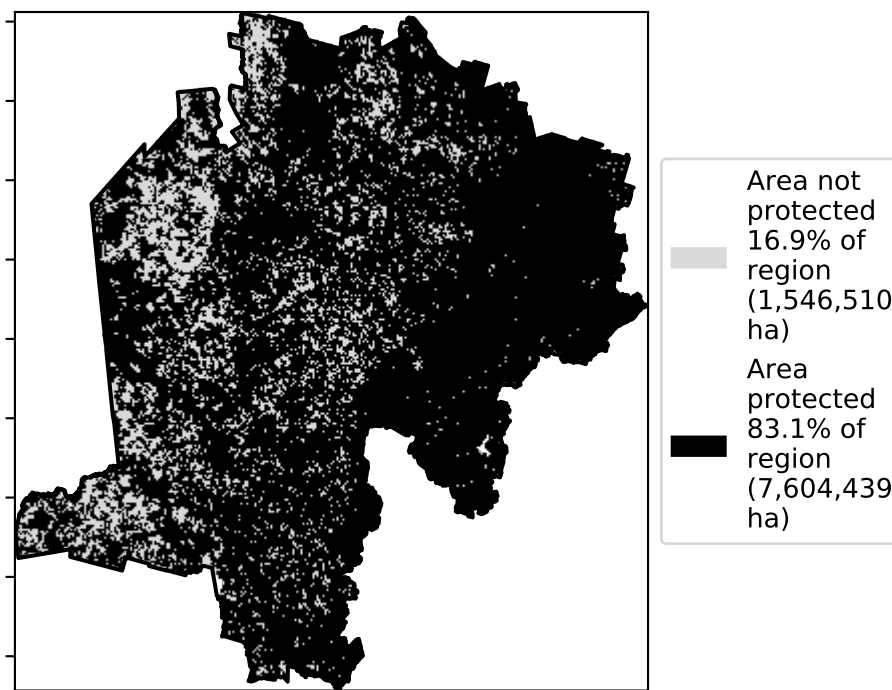 Area not
protected
16.9% of
region
(1,546,510
ha)
Area
protected
83.1% of
region
(7,604,439
ha)